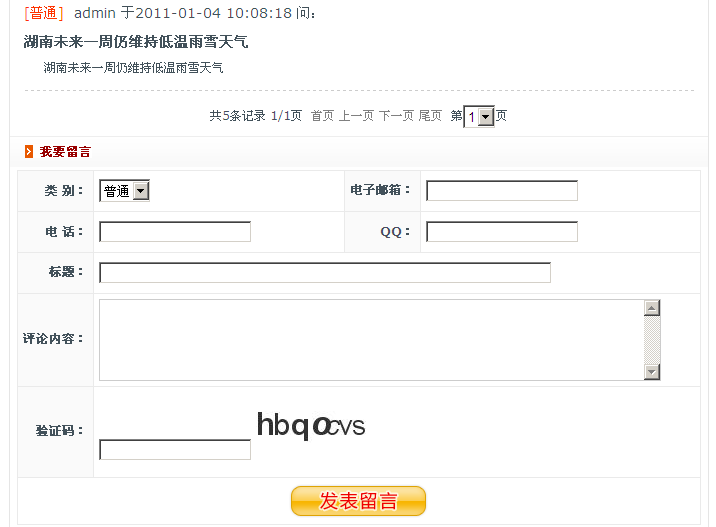 [普通] admin 于2011-01-04 10:08:18 问:
湖南未来一周仍维持低温雨雪天气
湖南未来一周仍维持低温雨雪天气
共5条记录 1/1页 首页 上一页 下一页 尾页 第 1 页
我要留言
类 别： 普通 电子邮箱：
电 话： QQ：
标题：
评论内容：
验证码： hbqocvs
发表留言